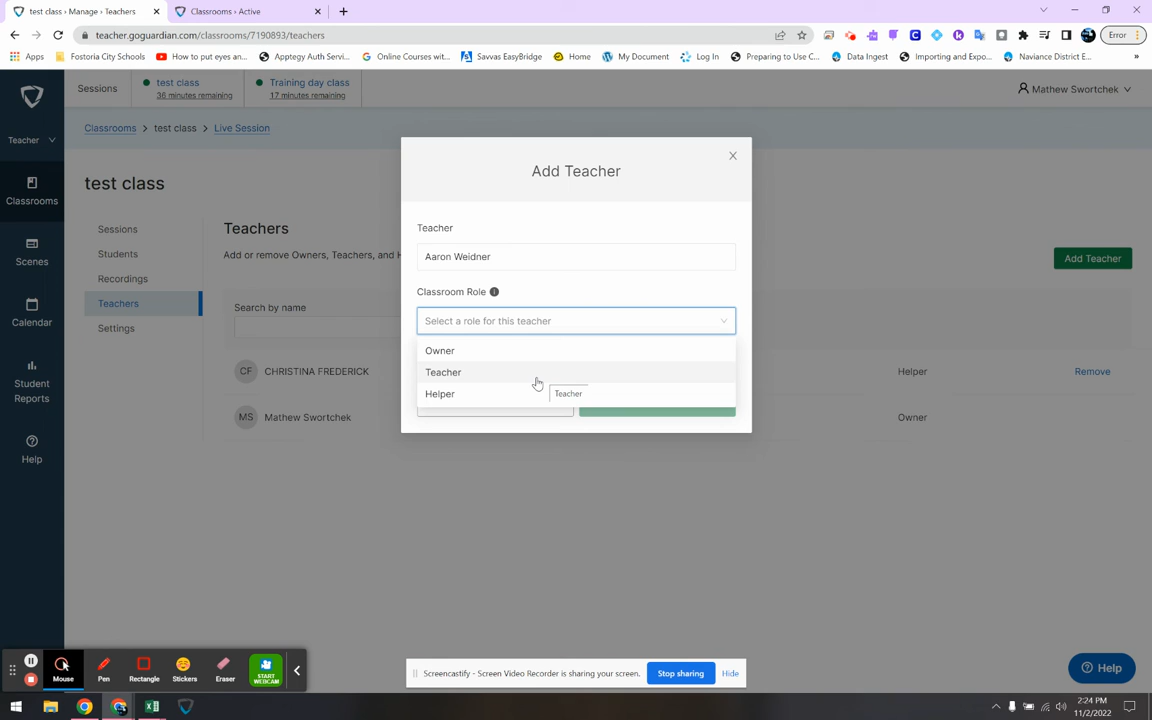 test class › Manage › Teachers
Classrooms › Active
teacher.goguardian.com/classrooms/7190893/teachers
Error
Apps
Fostoria City Schools
How to put eyes an...
Apptegy Auth Servi...
Online Courses wit...
Savvas EasyBridge
Home
My Document
Log In
Preparing to Use C...
Data Ingest
Importing and Expo...
Naviance District E...
Sessions
test class
36 minutes remaining
Training day class
17 minutes remaining
Mathew Swortchek
Teacher
Classrooms > test class > Live Session
test class
Classrooms
Scenes
Calendar
Student Reports
Help
Sessions
Students
Recordings
Teachers
Settings
Teachers
Add or remove Owners, Teachers, and H
Add Teacher
Search by name
CF CHRISTINA FREDERICK
Helper
Remove
MS Mathew Swortchek
Owner
Add Teacher
Teacher
Aaron Weidner
Classroom Role
Select a role for this teacher
Owner
Teacher
Helper
Teacher
Mouse
Pen
Rectangle
Stickers
Eraser
START WEBCAM
Screencastify - Screen Video Recorder is sharing your screen.
Stop sharing
Hide
Help
2:24 PM
11/2/2022